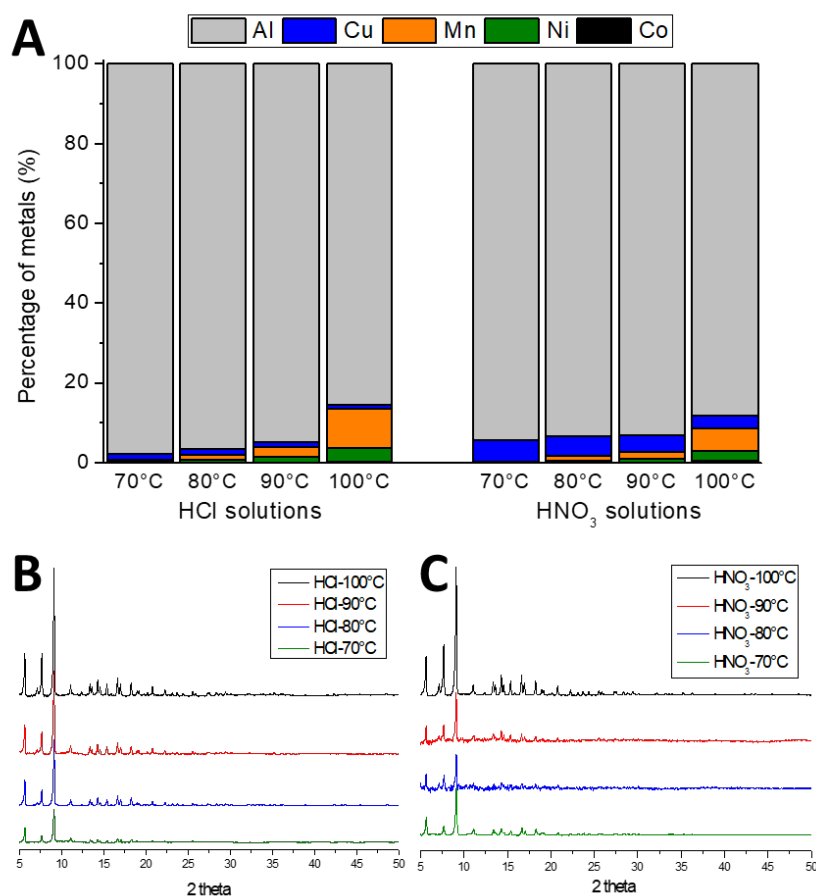 Al Cu Mn Ni Co
A
Percentage of metals (%)
100
80
60
40
20
0
70°C 80°C 90°C 100°C 70°C 80°C 90°C 100°C
HCl solutions HNO₃ solutions
B
HCl-100°C
HCl-90°C
HCl-80°C
HCl-70°C
5 10 15 20 25 30 35 40 45 50
2 theta
C
HNO₃-100°C
HNO₃-90°C
HNO₃-80°C
HNO₃-70°C
5 10 15 20 25 30 35 40 45 50
2 theta